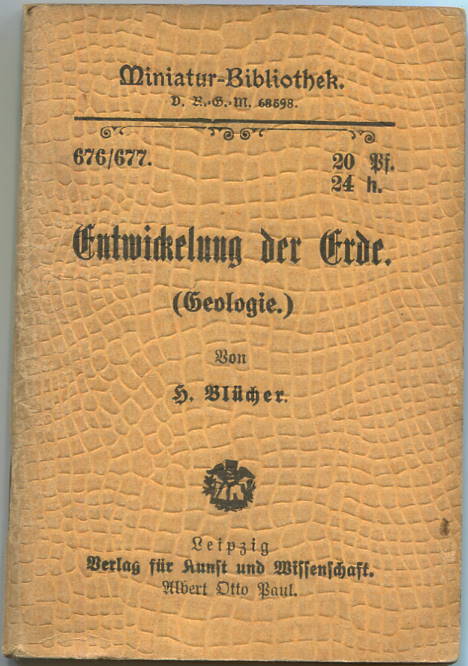 Miniatur-Bibliothek.
D. R.-G.-M. 68598.
676/677.
20 Pf.
24 h.
Entwickelung der Erde.
(Geologie.)
Von
H. Blücher.
Leipzig
Verlag für Kunst und Wissenschaft.
Albert Otto Paul.